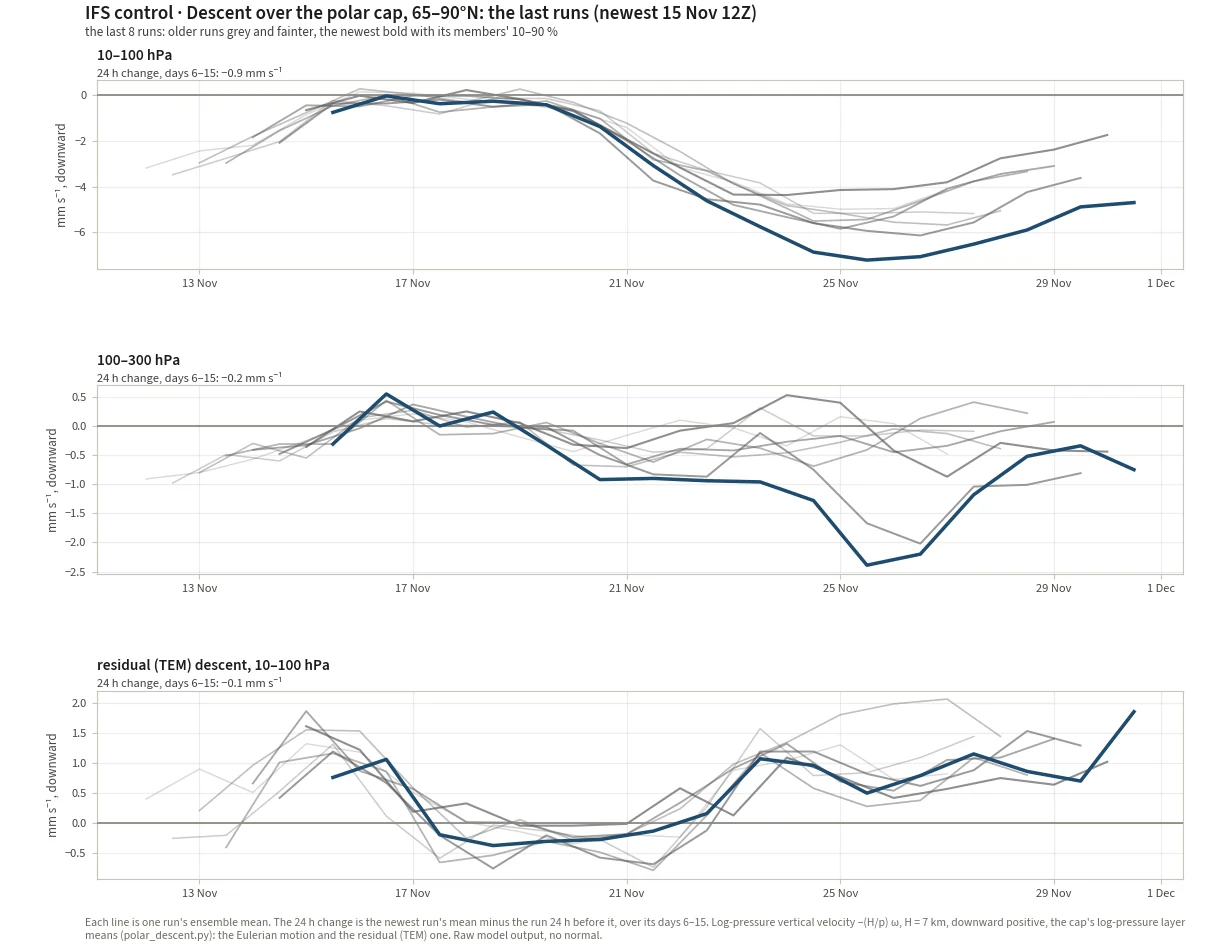 IFS control · Descent over the polar cap, 65–90°N: the last runs (newest 15 Nov 12Z)
the last 8 runs: older runs grey and fainter, the newest bold with its members' 10–90 %
10–100 hPa
24 h change, days 6–15: −0.9 mm s⁻¹
mm s⁻¹, downward
0
−2
−4
−6
13 Nov
17 Nov
21 Nov
25 Nov
29 Nov
1 Dec
100–300 hPa
24 h change, days 6–15: −0.2 mm s⁻¹
mm s⁻¹, downward
0.5
0.0
−0.5
−1.0
−1.5
−2.0
−2.5
13 Nov
17 Nov
21 Nov
25 Nov
29 Nov
1 Dec
residual (TEM) descent, 10–100 hPa
24 h change, days 6–15: −0.1 mm s⁻¹
mm s⁻¹, downward
2.0
1.5
1.0
0.5
0.0
−0.5
13 Nov
17 Nov
21 Nov
25 Nov
29 Nov
1 Dec
Each line is one run's ensemble mean. The 24 h change is the newest run's mean minus the run 24 h before it, over its days 6–15. Log-pressure vertical velocity −(H/p) ω, H = 7 km, downward positive, the cap's log-pressure layer
means (polar_descent.py): the Eulerian motion and the residual (TEM) one. Raw model output, no normal.